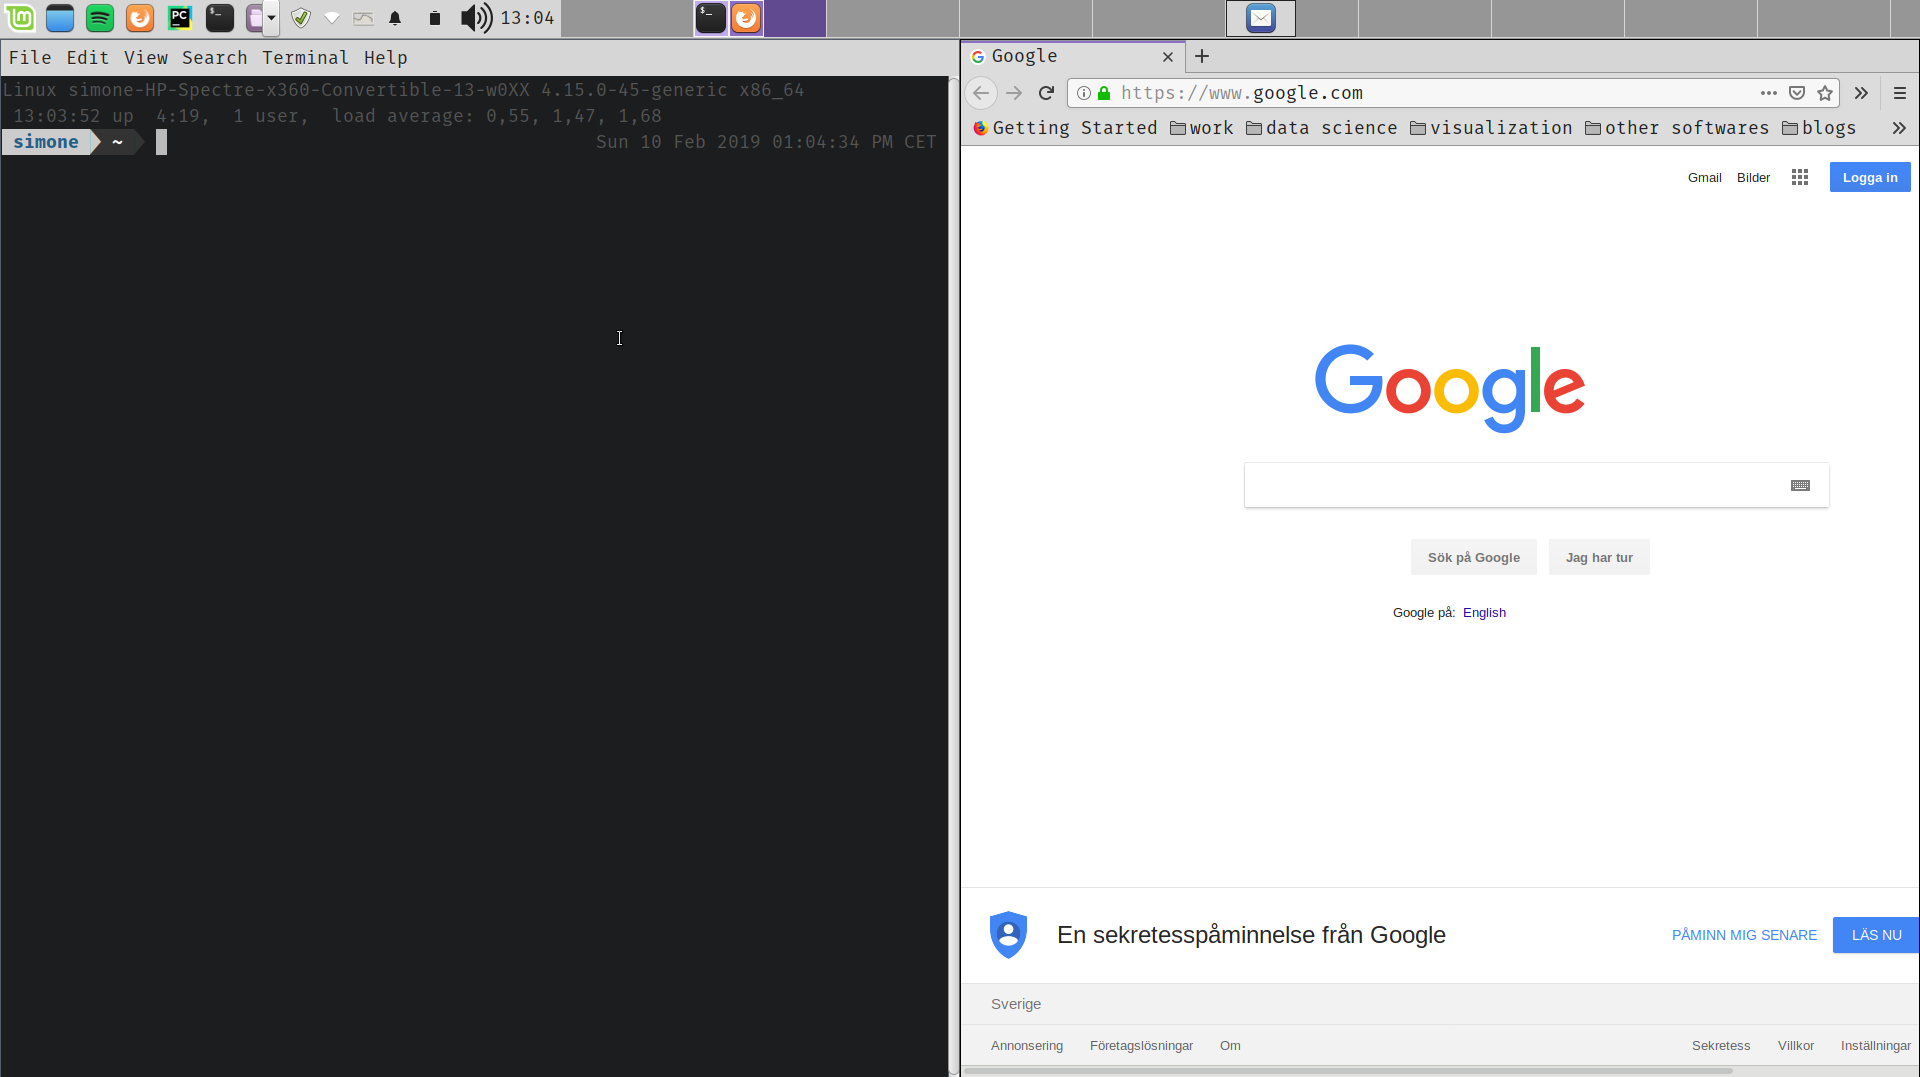 13:04
File Edit View Search Terminal Help
Linux simone-HP-Spectre-x360-Convertible-13-w0XX 4.15.0-45-generic x86_64
13:03:52 up  4:19,  1 user,  load average: 0,55, 1,47, 1,68
simone ~ Sun 10 Feb 2019 01:04:34 PM CET
PC
$_
$_
Google
https://www.google.com
Getting Started work data science visualization other softwares blogs
Gmail Bilder Logga in
Google
Sök på Google Jag har tur
Google på: English
En sekretesspåminnelse från Google PÅMINN MIG SENARE LÄS NU
Sverige
Annonsering Företagslösningar Om Sekretess Villkor Inställningar